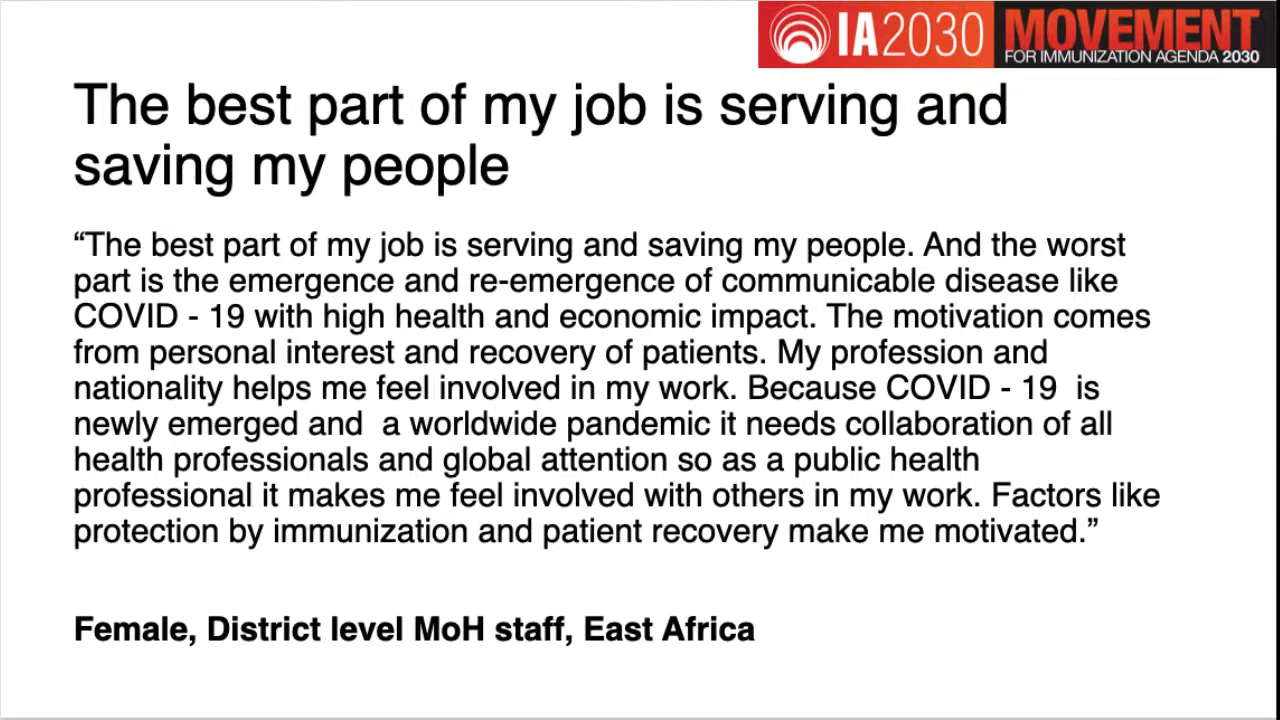 IA2030 MOVEMENT
FOR IMMUNIZATION AGENDA 2030
The best part of my job is serving and
saving my people
“The best part of my job is serving and saving my people. And the worst
part is the emergence and re-emergence of communicable disease like
COVID - 19 with high health and economic impact. The motivation comes
from personal interest and recovery of patients. My profession and
nationality helps me feel involved in my work. Because COVID - 19  is
newly emerged and  a worldwide pandemic it needs collaboration of all
health professionals and global attention so as a public health
professional it makes me feel involved with others in my work. Factors like
protection by immunization and patient recovery make me motivated.”
Female, District level MoH staff, East Africa